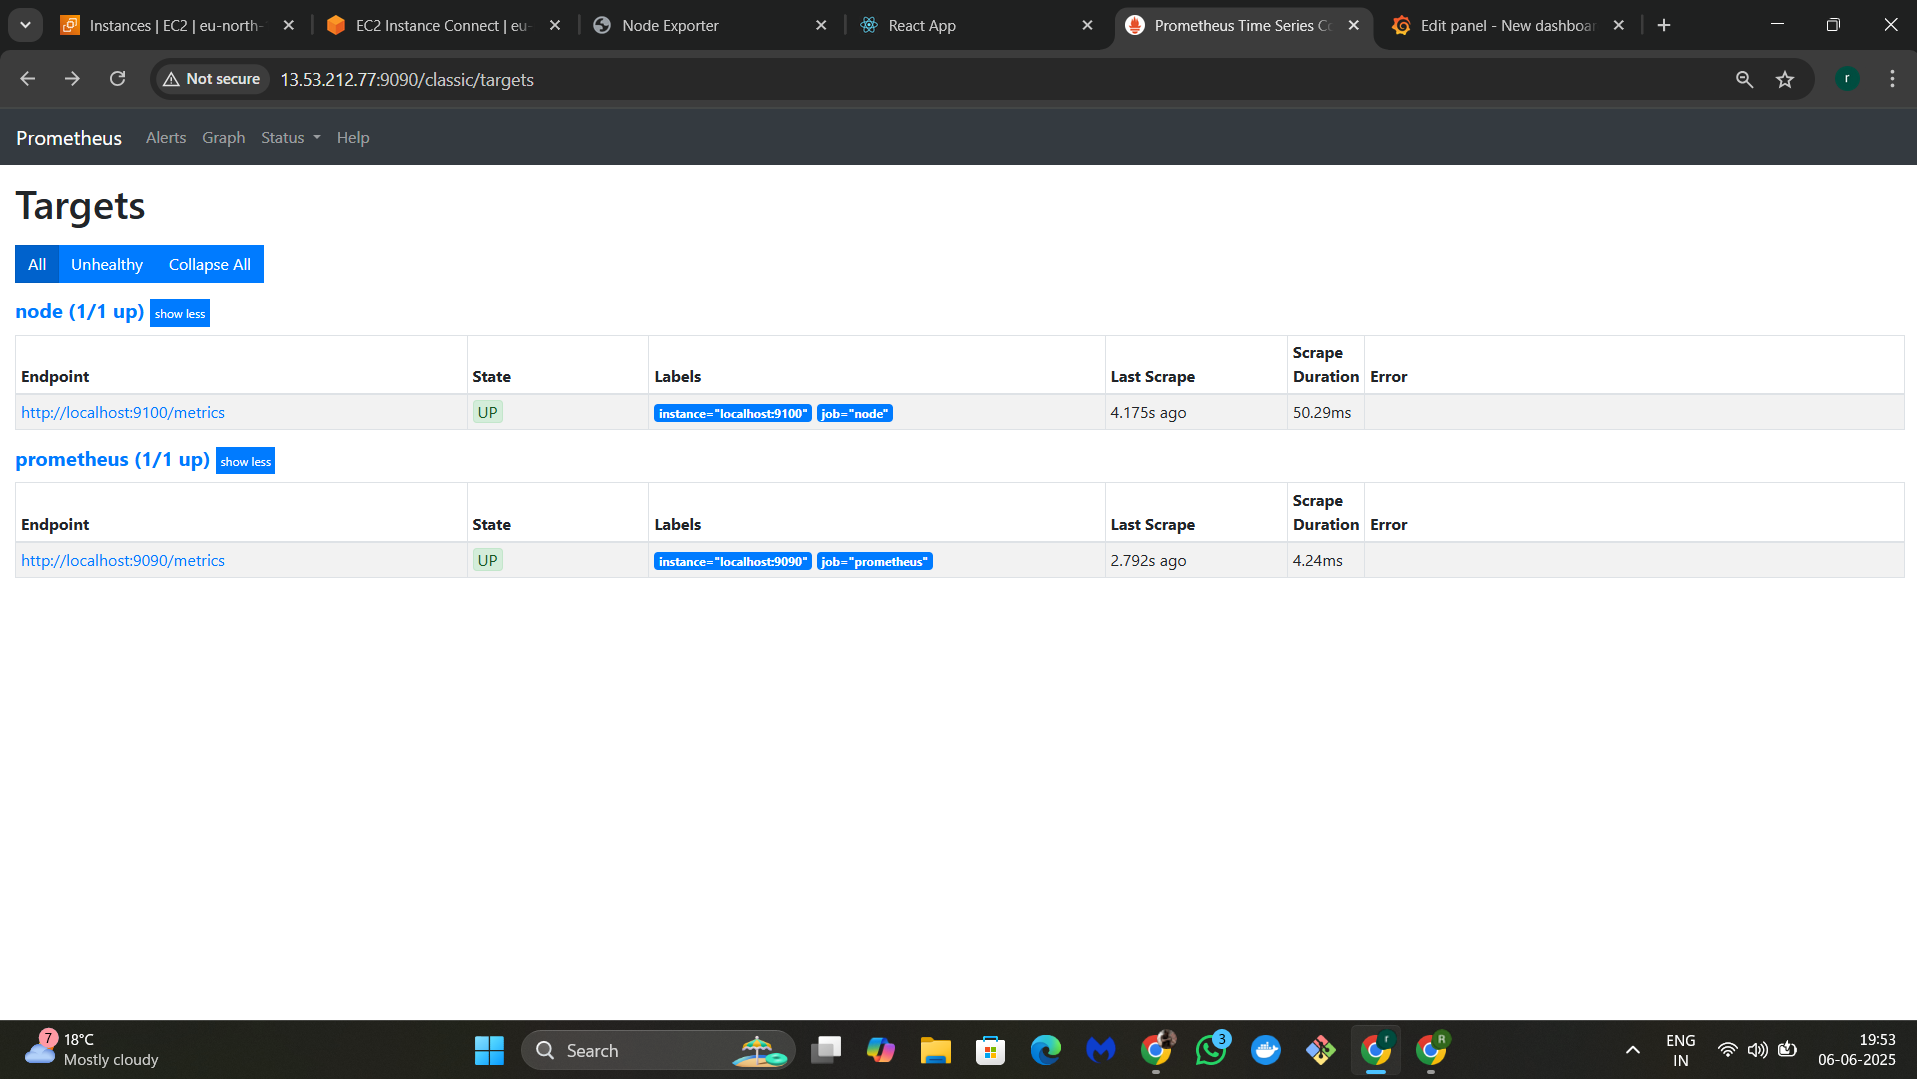 Instances | EC2 | eu-north-
EC2 Instance Connect | eu-
Node Exporter
React App
Prometheus Time Series Co
Edit panel - New dashboar
Not secure
13.53.212.77:9090/classic/targets
r
Prometheus Alerts Graph Status Help
Targets
All Unhealthy Collapse All
node (1/1 up) show less
Endpoint State Labels Last Scrape Scrape Duration Error
http://localhost:9100/metrics UP instance="localhost:9100" job="node" 4.175s ago 50.29ms
prometheus (1/1 up) show less
Endpoint State Labels Last Scrape Scrape Duration Error
http://localhost:9090/metrics UP instance="localhost:9090" job="prometheus" 2.792s ago 4.24ms
7
18°C
Mostly cloudy
Search
3
r
R
ENG
IN
19:53
06-06-2025